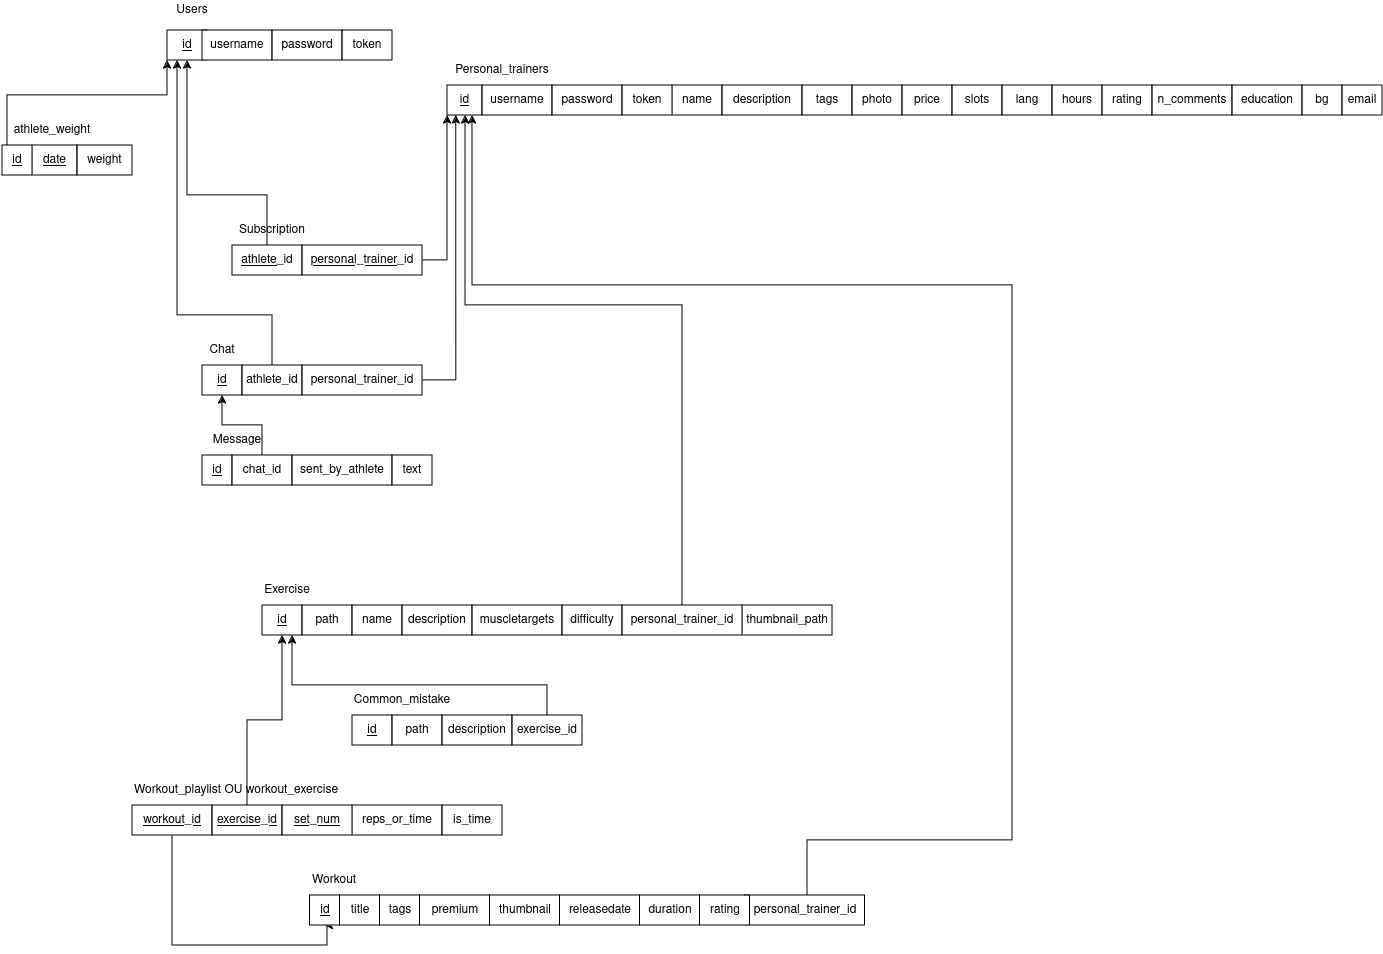 Users
id username password token
Personal_trainers
id username password token name description tags photo price slots lang hours rating n_comments education bg email
athlete_weight
id date weight
Subscription
athlete_id personal_trainer_id
Chat
id athlete_id personal_trainer_id
Message
id chat_id sent_by_athlete text
Exercise
id path name description muscletargets difficulty personal_trainer_id thumbnail_path
Common_mistake
id path description exercise_id
Workout_playlist OU workout_exercise
workout_id exercise_id set_num reps_or_time is_time
Workout
id title tags premium thumbnail releasedate duration rating personal_trainer_id